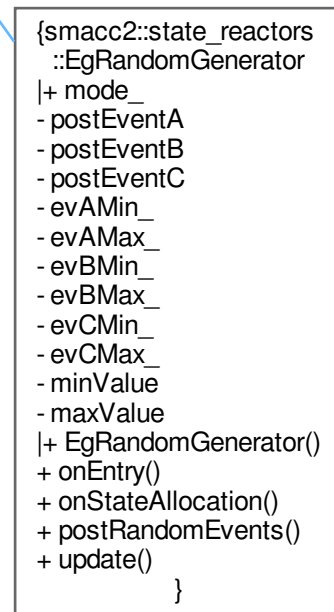 {smacc2::state_reactors
::EgRandomGenerator
|+ mode_
- postEventA
- postEventB
- postEventC
- evAMin_
- evAMax_
- evBMin_
- evBMax_
- evCMin_
- evCMax_
- minValue
- maxValue
|+ EgRandomGenerator()
+ onEntry()
+ onStateAllocation()
+ postRandomEvents()
+ update()
}